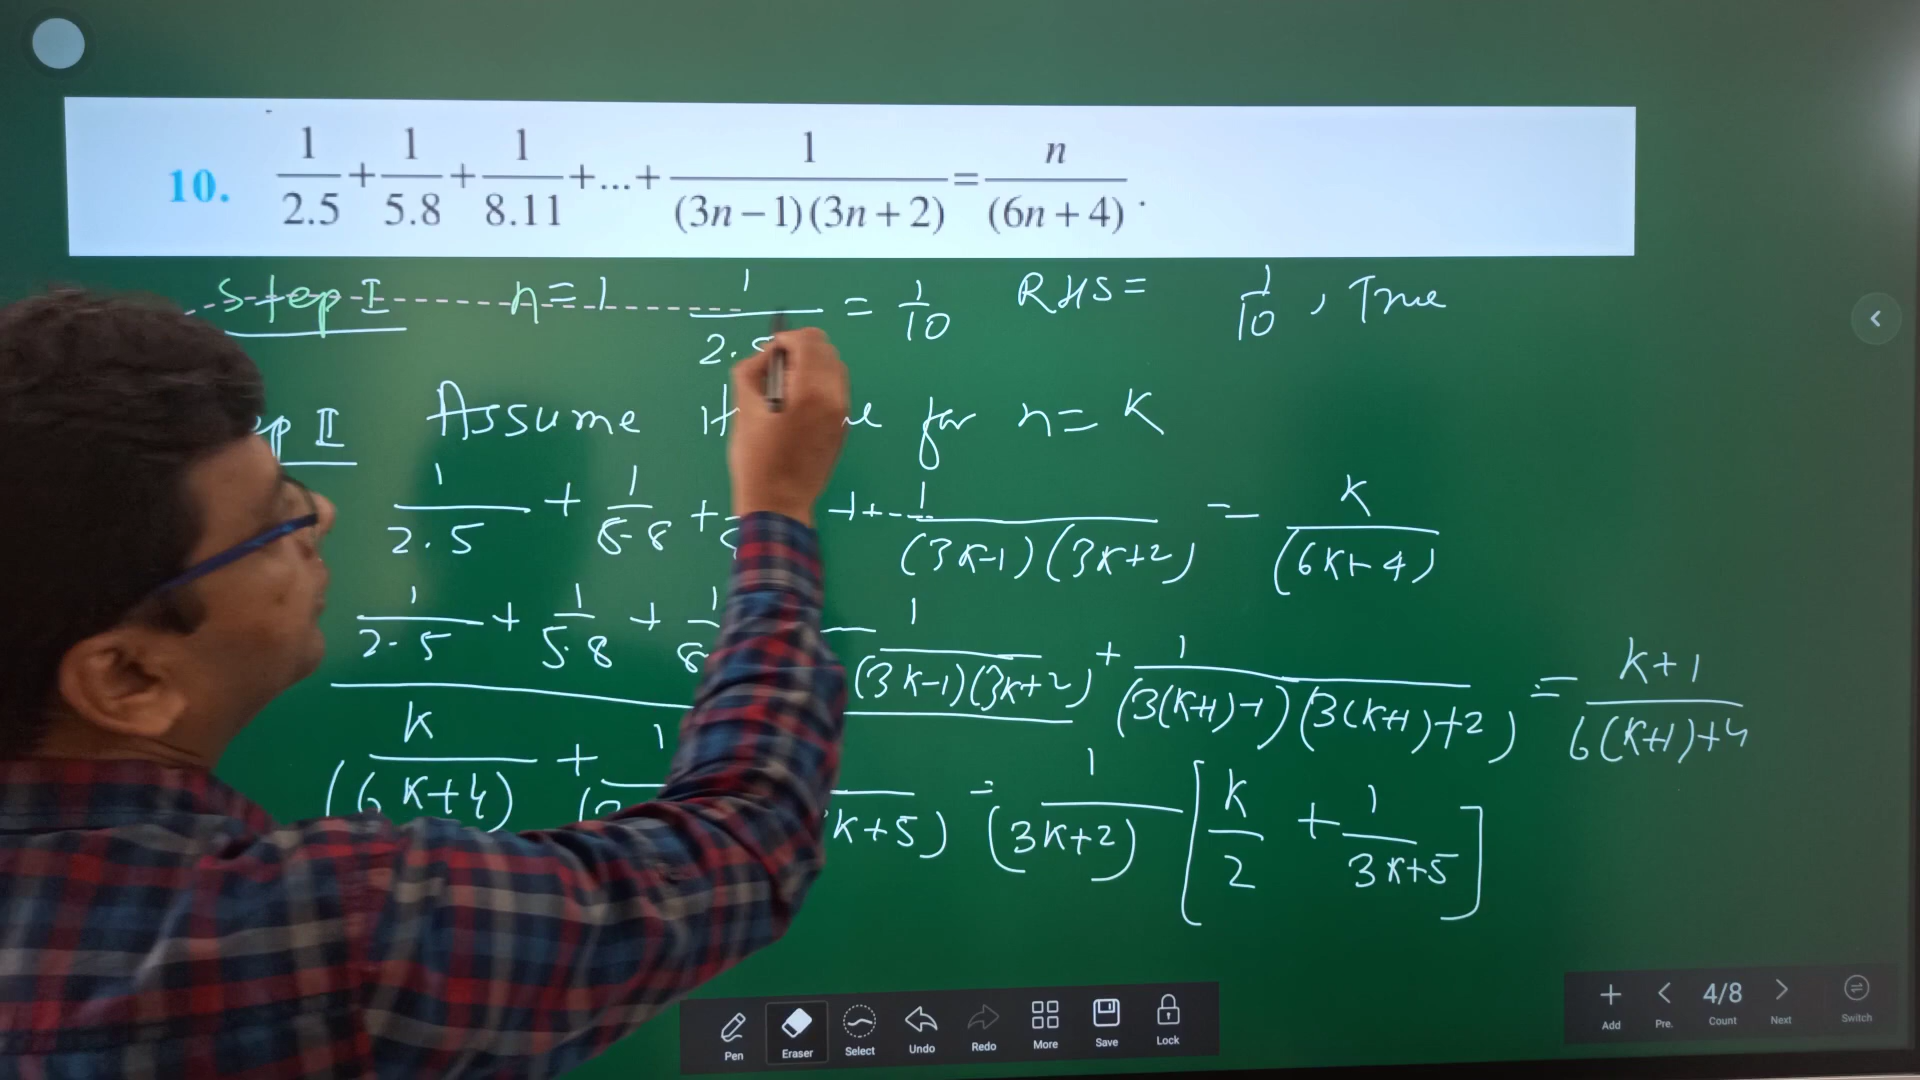 10. 1/2.5 + 1/5.8 + 1/8.11 +...+ 1/(3n−1)(3n+2) = n/(6n+4).
Step I n=1 1/2.5 = 1/10 RHS = 1/10 , True
II Assume it for n= K
1/2.5 + 1/5.8 + + 1/(3K-1)(3K+2) = K/(6K+4)
1/2.5 + 1/5.8 + 1/8 1/(3K-1)(3K+2) + 1/(3(K+1)-1)(3(K+1)+2) = K+1/6(K+1)+4
K/(6K+4) + 1/ K+5) = 1/(3K+2) [K/2 + 1/3K+5]
Pen Eraser Select Undo Redo More Save Lock
Add Pre. 4/8 Count Next Switch